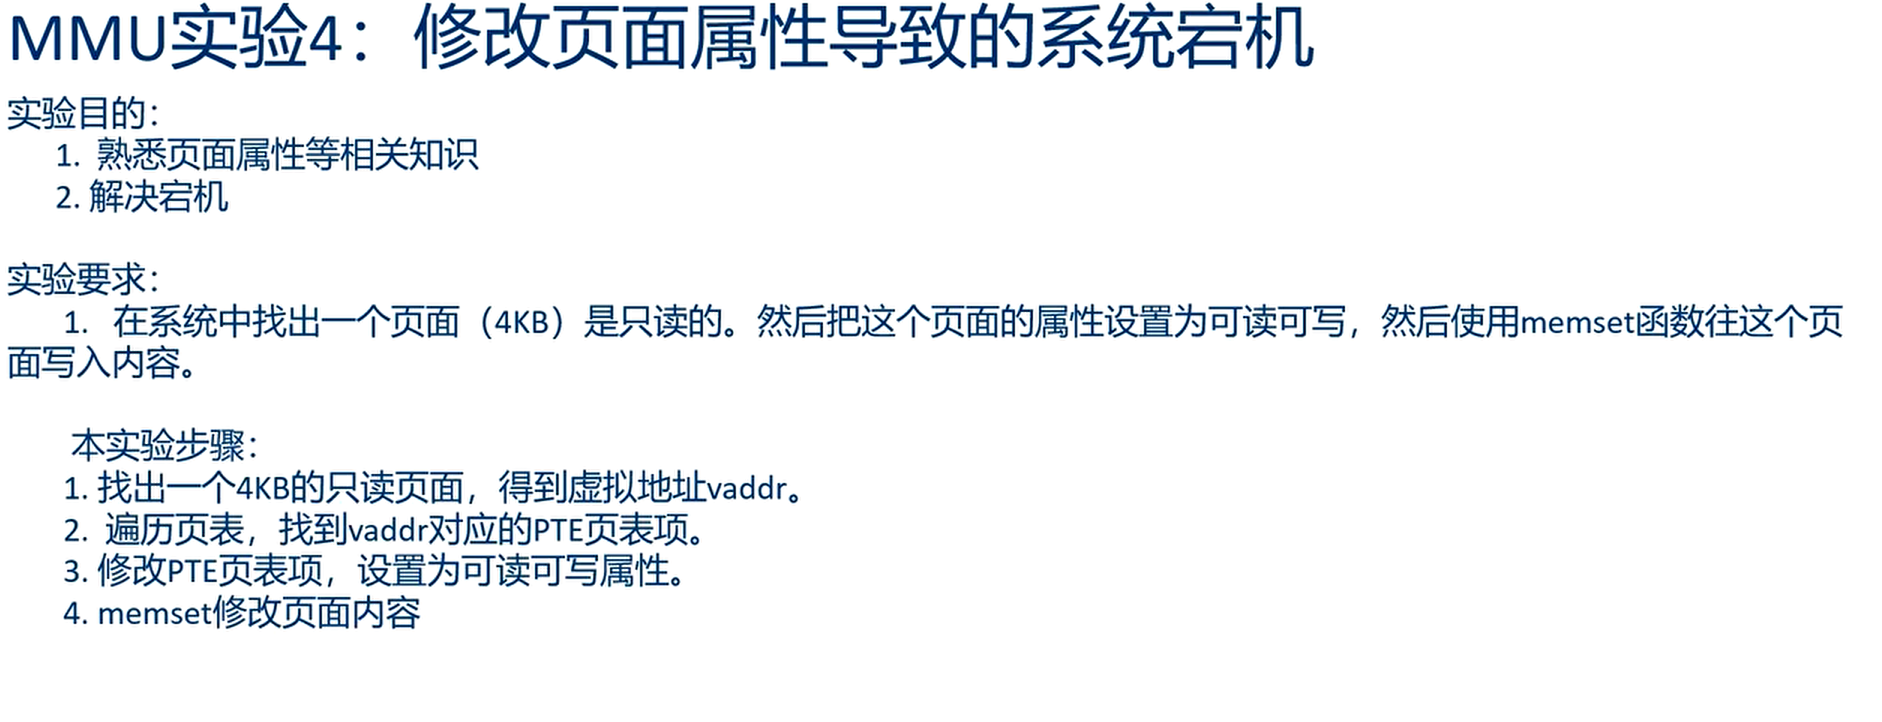 MMU实验4：修改页面属性导致的系统宕机
实验目的：
1. 熟悉页面属性等相关知识
2. 解决宕机
实验要求：
1. 在系统中找出一个页面（4KB）是只读的。然后把这个页面的属性设置为可读可写，然后使用memset函数往这个页
面写入内容。
本实验步骤：
1. 找出一个4KB的只读页面，得到虚拟地址vaddr。
2. 遍历页表，找到vaddr对应的PTE页表项。
3. 修改PTE页表项，设置为可读可写属性。
4. memset修改页面内容